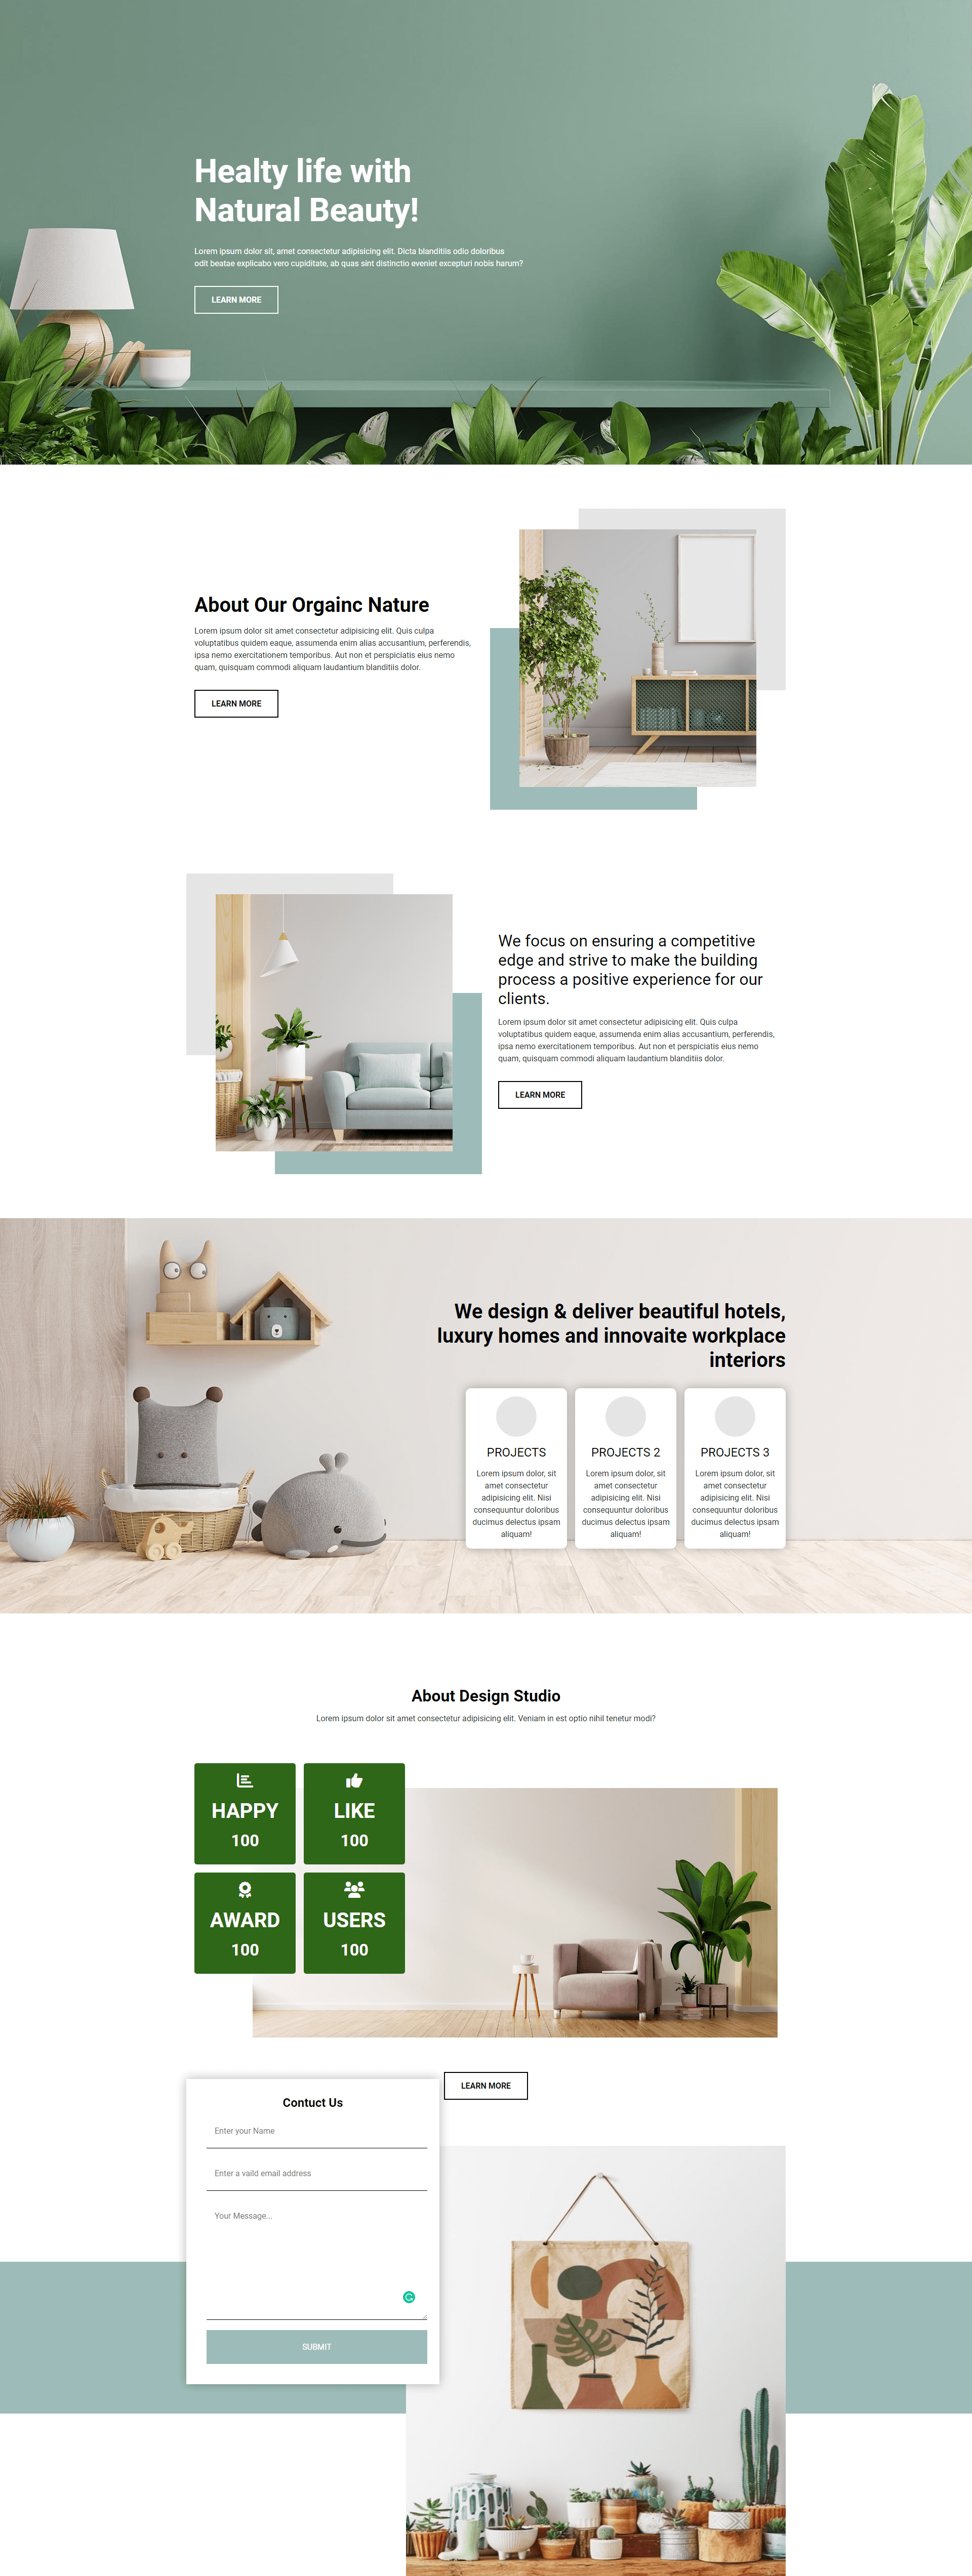 Healty life with
Natural Beauty!
Lorem ipsum dolor sit, amet consectetur adipisicing elit. Dicta blanditiis odio doloribus
odit beatae explicabo vero cupiditate, ab quas sint distinctio eveniet excepturi nobis harum?
LEARN MORE
About Our Orgainc Nature
Lorem ipsum dolor sit amet consectetur adipisicing elit. Quis culpa
voluptatibus quidem eaque, assumenda enim alias accusantium, perferendis,
ipsa nemo exercitationem temporibus. Aut non et perspiciatis eius nemo
quam, quisquam commodi aliquam laudantium blanditiis dolor.
LEARN MORE
We focus on ensuring a competitive
edge and strive to make the building
process a positive experience for our
clients.
Lorem ipsum dolor sit amet consectetur adipisicing elit. Quis culpa
voluptatibus quidem eaque, assumenda enim alias accusantium, perferendis,
ipsa nemo exercitationem temporibus. Aut non et perspiciatis eius nemo
quam, quisquam commodi aliquam laudantium blanditiis dolor.
LEARN MORE
We design & deliver beautiful hotels,
luxury homes and innovaite workplace
interiors
PROJECTS
Lorem ipsum dolor, sit
amet consectetur
adipisicing elit. Nisi
consequuntur doloribus
ducimus delectus ipsam
aliquam!
PROJECTS 2
Lorem ipsum dolor, sit
amet consectetur
adipisicing elit. Nisi
consequuntur doloribus
ducimus delectus ipsam
aliquam!
PROJECTS 3
Lorem ipsum dolor, sit
amet consectetur
adipisicing elit. Nisi
consequuntur doloribus
ducimus delectus ipsam
aliquam!
About Design Studio
Lorem ipsum dolor sit amet consectetur adipisicing elit. Veniam in est optio nihil tenetur modi?
HAPPY
100
LIKE
100
AWARD
100
USERS
100
LEARN MORE
Contuct Us
Enter your Name
Enter a vaild email address
Your Message...
SUBMIT